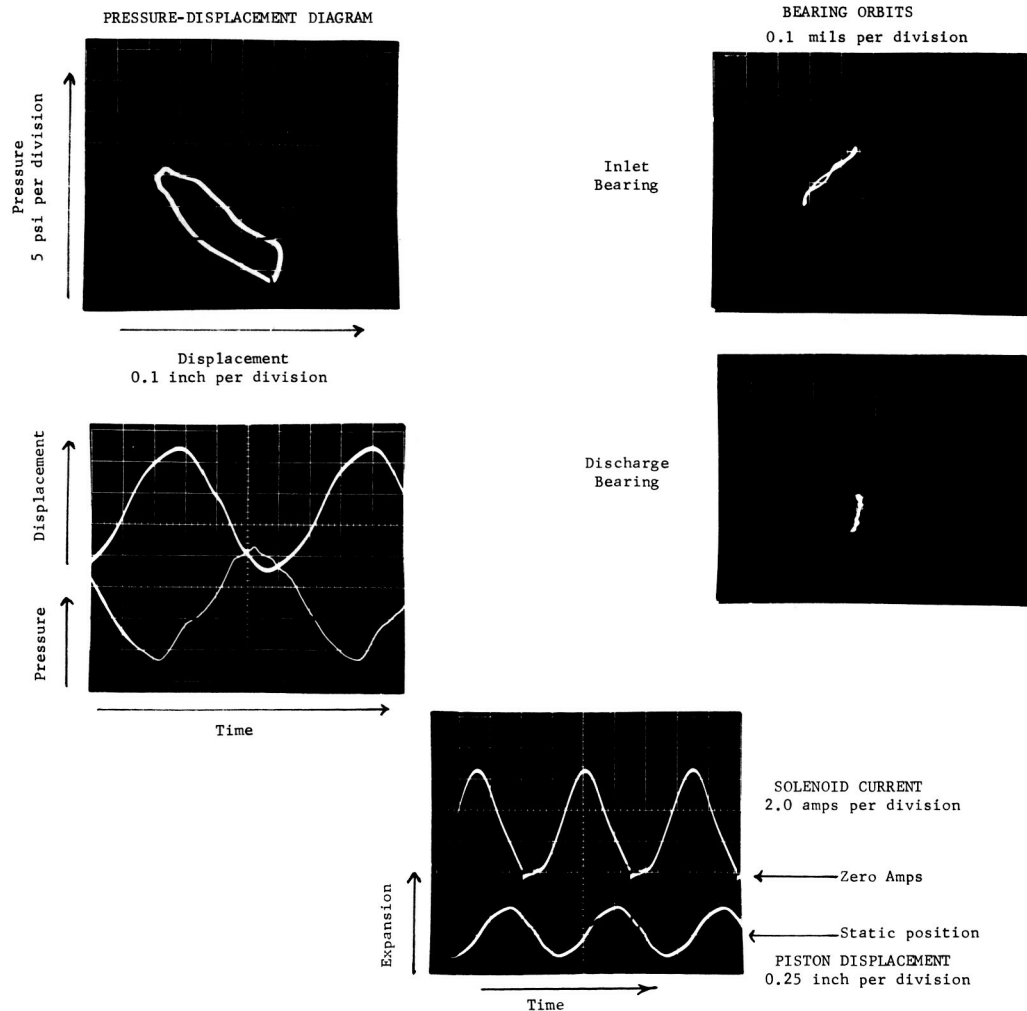 PRESSURE-DISPLACEMENT DIAGRAM
Pressure
5 psi per division
Displacement
0.1 inch per division
BEARING ORBITS
0.1 mils per division
Inlet
Bearing
Discharge
Bearing
Displacement
Pressure
Time
Expansion
Time
SOLENOID CURRENT
2.0 amps per division
Zero Amps
Static position
PISTON DISPLACEMENT
0.25 inch per division